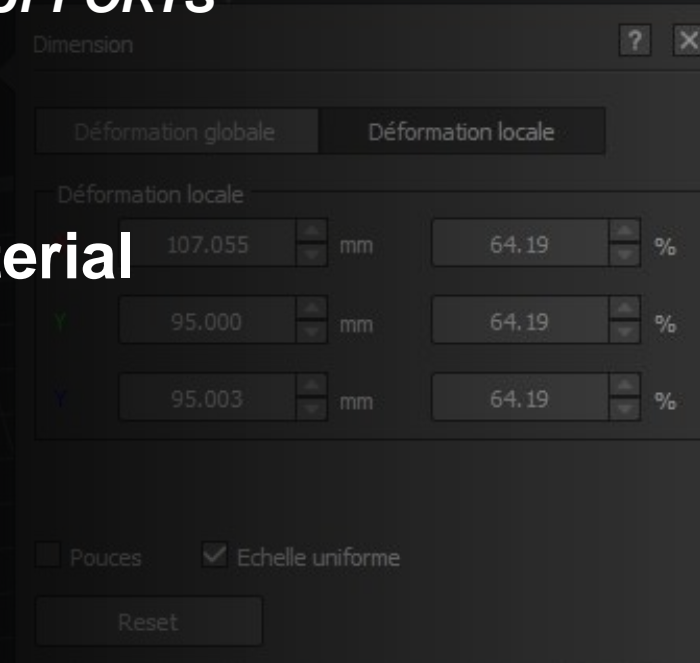 Dimension ? ×
Déformation globale Déformation locale
Déformation locale
107.055 mm 64.19 %
erial
Y 95.000 mm 64.19 %
Y 95.003 mm 64.19 %
Pouces Echelle uniforme
Reset